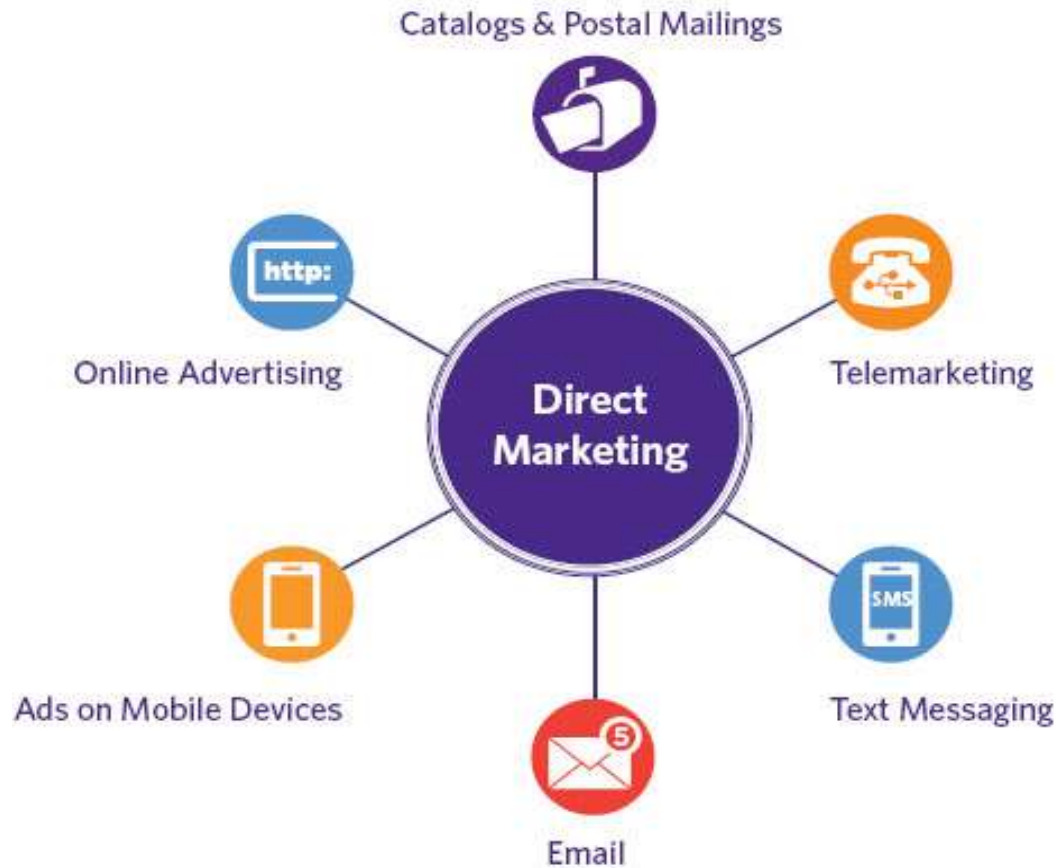 Catalogs & Postal Mailings
http:
Online Advertising
Telemarketing
Direct
Marketing
SMS
Ads on Mobile Devices
Text Messaging
5
Email